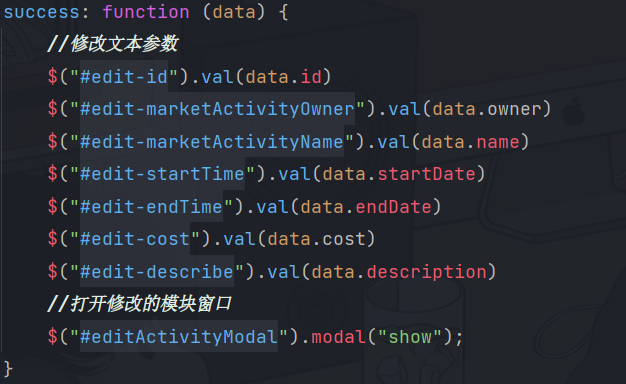 success: function (data) {
//修改文本参数
$("#edit-id").val(data.id)
$("#edit-marketActivityOwner").val(data.owner)
$("#edit-marketActivityName").val(data.name)
$("#edit-startTime").val(data.startDate)
$("#edit-endTime").val(data.endDate)
$("#edit-cost").val(data.cost)
$("#edit-describe").val(data.description)
//打开修改的模块窗口
$("#editActivityModal").modal("show");
}